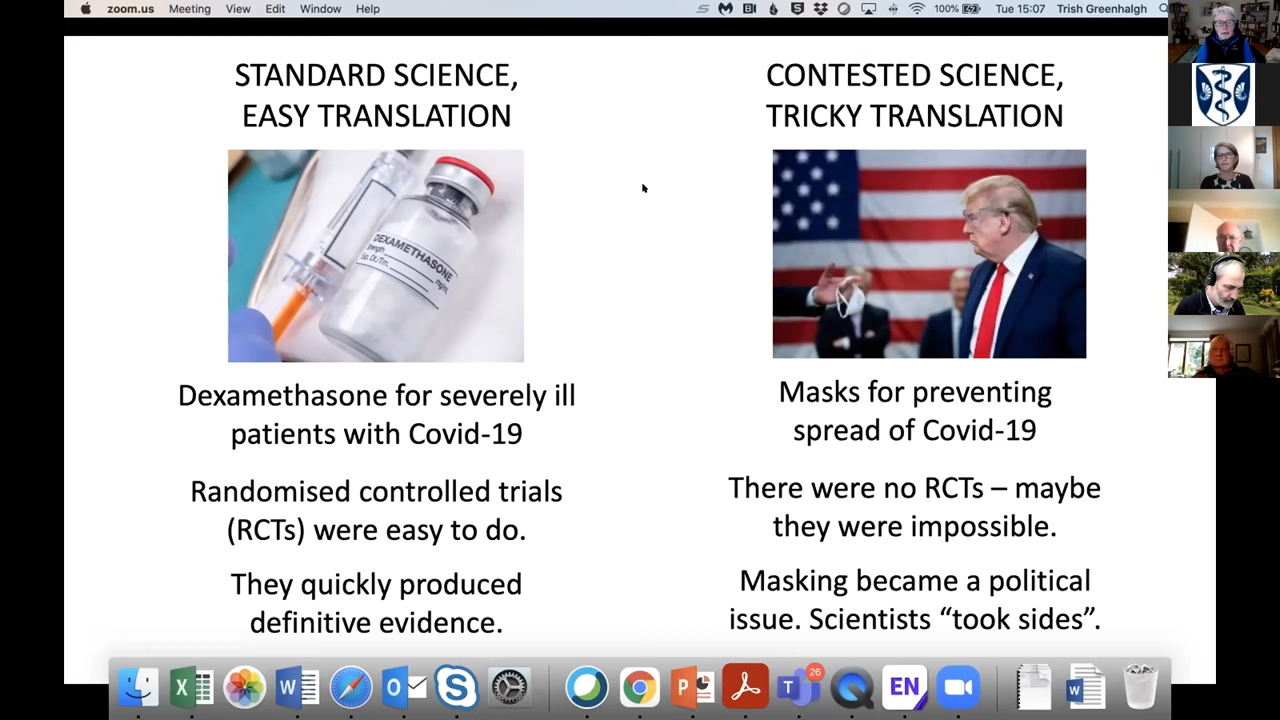 zoom.us Meeting View Edit Window Help
100% Tue 15:07 Trish Greenhalgh
STANDARD SCIENCE,
EASY TRANSLATION
DEXAMETHASONE
Strength
mg/mL
Dexamethasone for severely ill
patients with Covid-19
Randomised controlled trials
(RCTs) were easy to do.
They quickly produced
definitive evidence.
CONTESTED SCIENCE,
TRICKY TRANSLATION
Masks for preventing
spread of Covid-19
There were no RCTs – maybe
they were impossible.
Masking became a political
issue. Scientists “took sides”.
26
EN